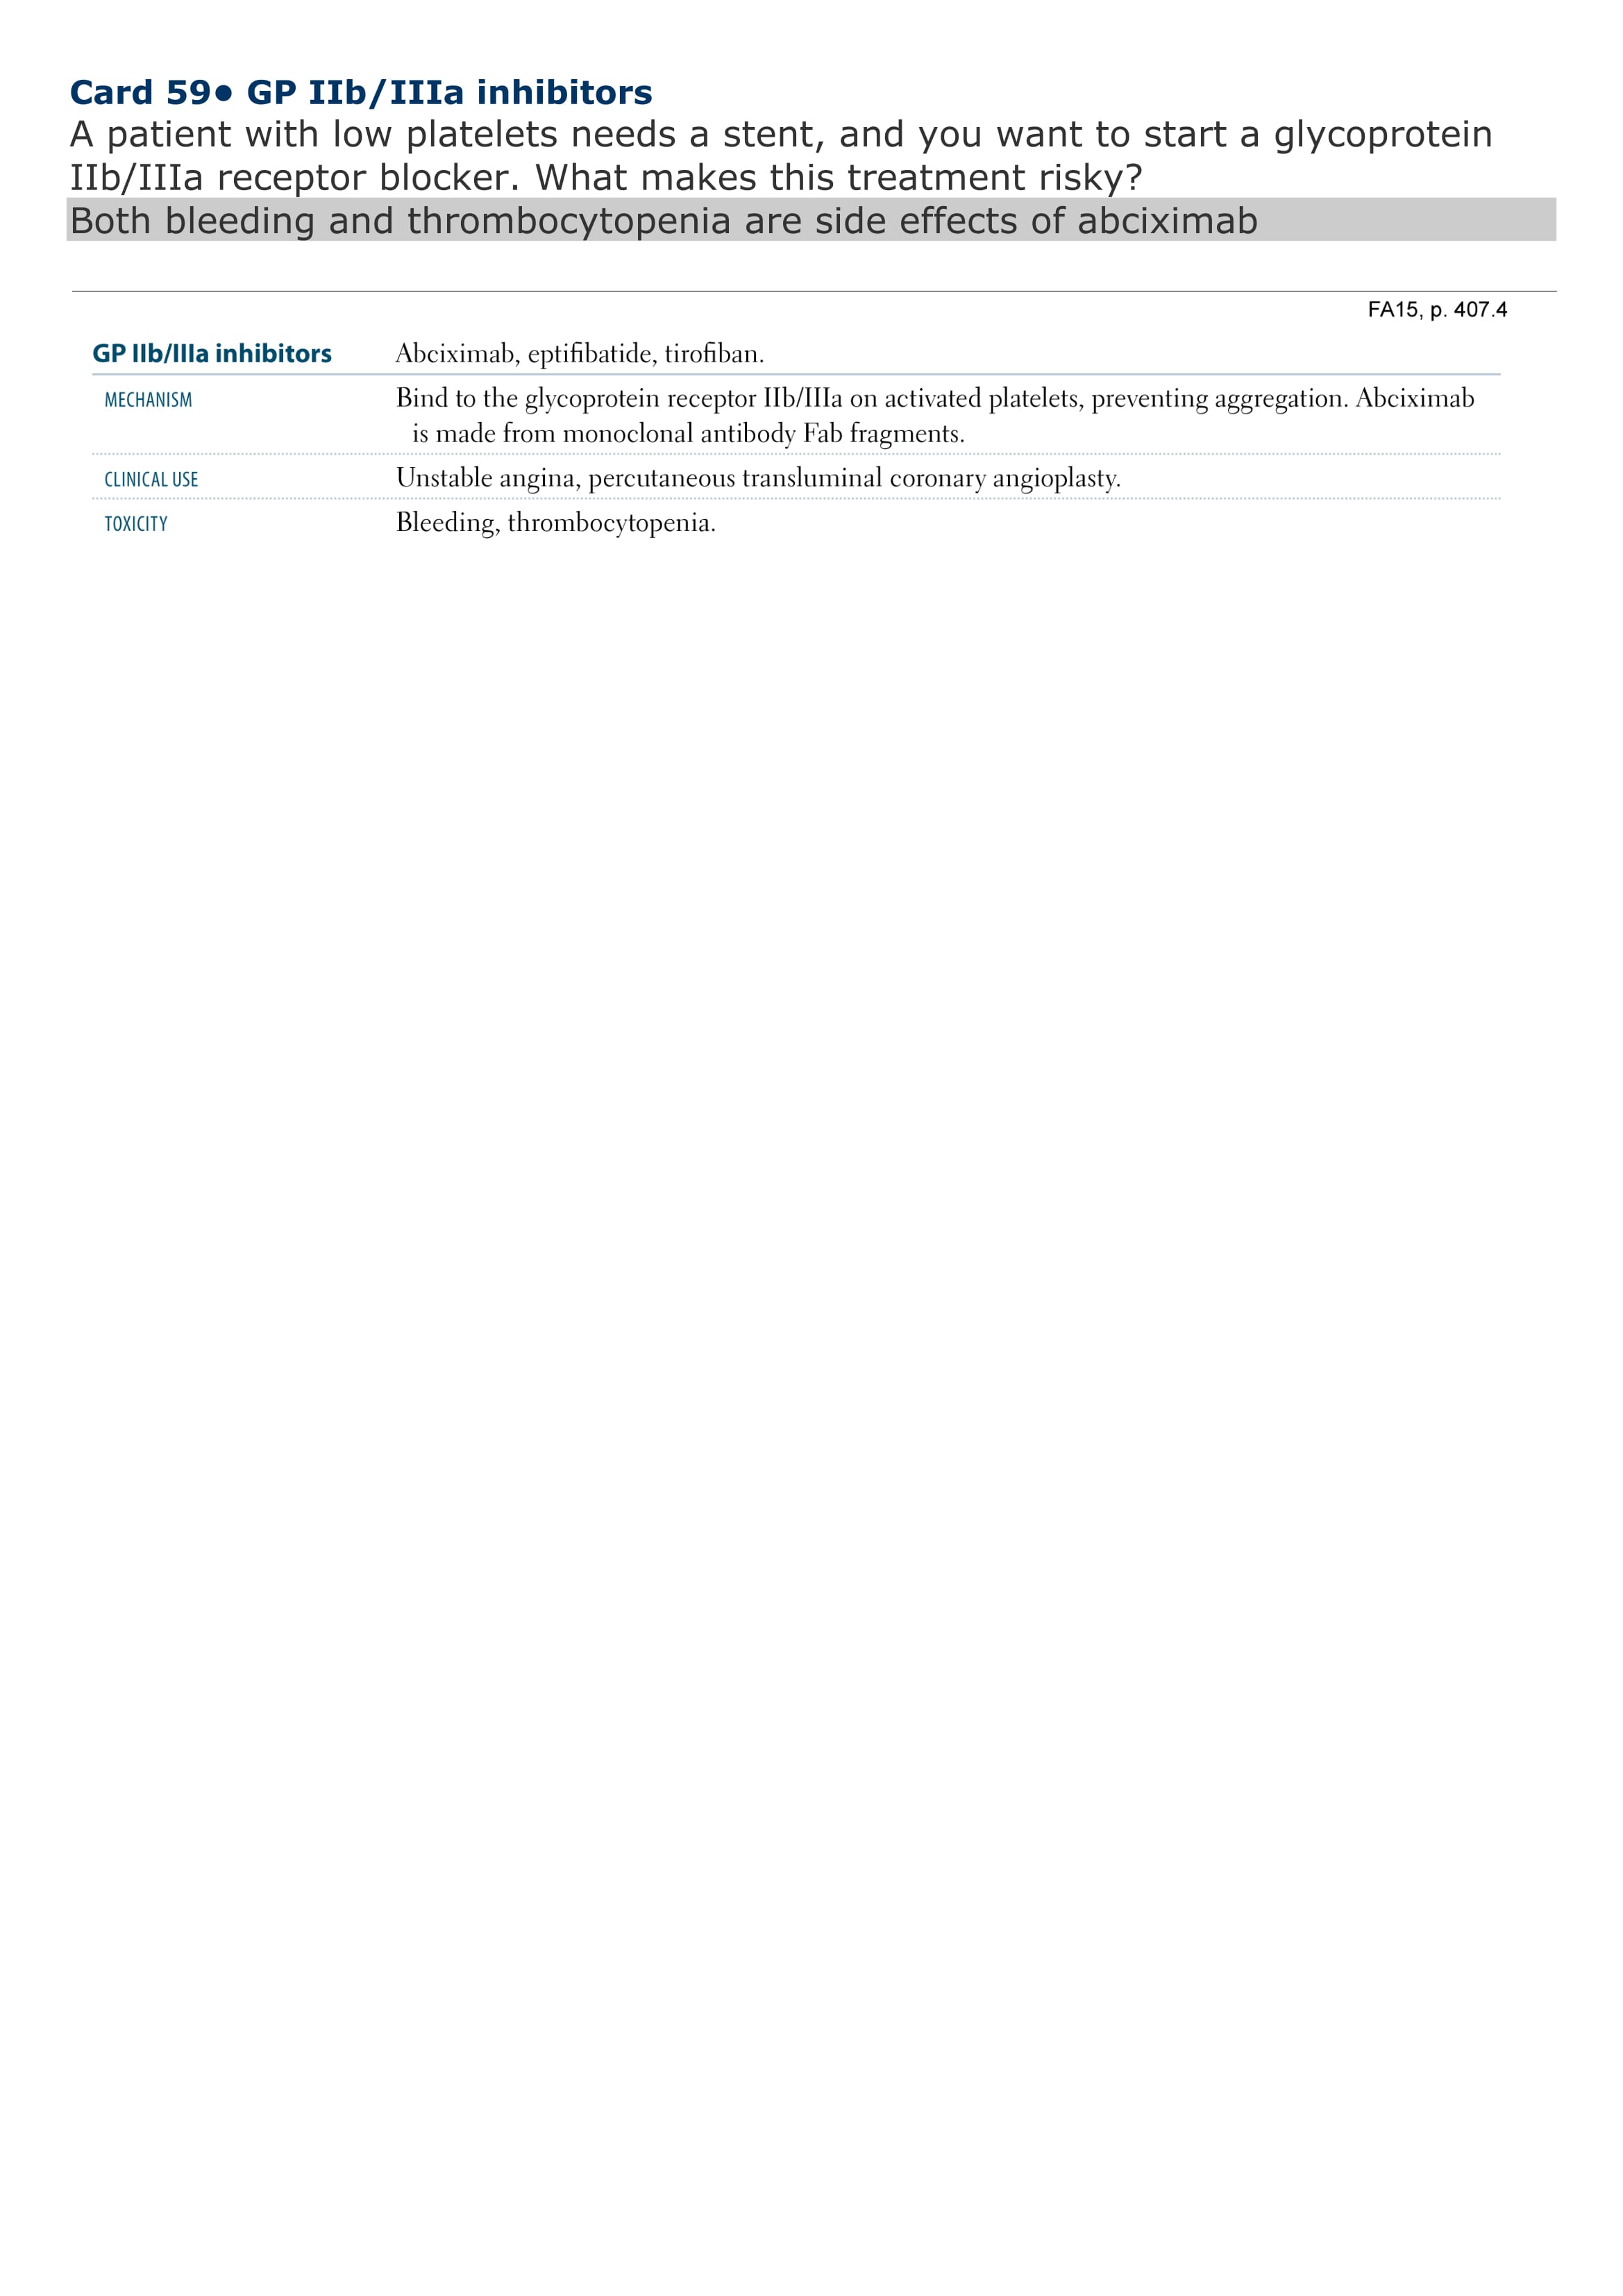 Card 59● GP IIb/IIIa inhibitors
A patient with low platelets needs a stent, and you want to start a glycoprotein
IIb/IIIa receptor blocker. What makes this treatment risky?
Both bleeding and thrombocytopenia are side effects of abciximab
FA15, p. 407.4
GP IIb/IIIa inhibitors Abciximab, eptifibatide, tirofiban.
MECHANISM Bind to the glycoprotein receptor IIb/IIIa on activated platelets, preventing aggregation. Abciximab
is made from monoclonal antibody Fab fragments.
CLINICAL USE Unstable angina, percutaneous transluminal coronary angioplasty.
TOXICITY Bleeding, thrombocytopenia.